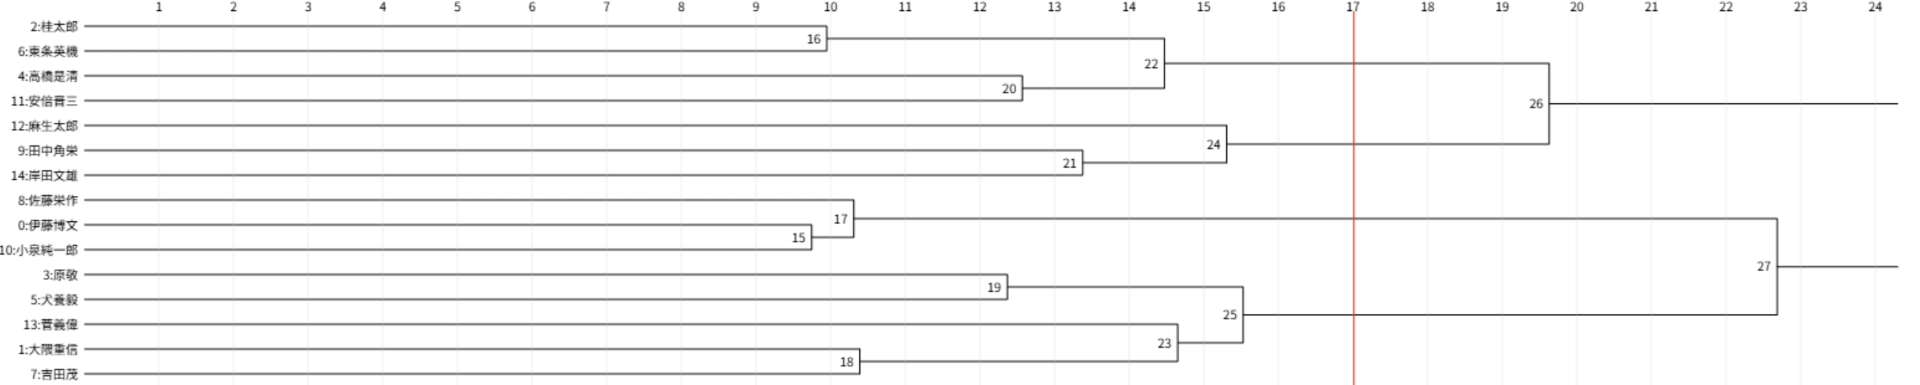 1 2 3 4 5 6 7 8 9 10 11 12 13 14 15 16 17 18 19 20 21 22 23 24
2:桂太郎
16
6:東条英機
22
4:高橋是清
20
11:安倍晋三
26
12:麻生太郎
24
9:田中角栄
21
14:岸田文雄
8:佐藤栄作
17
0:伊藤博文
15
10:小泉純一郎
27
3:原敬
19
5:犬養毅
25
13:菅義偉
23
1:大隈重信
18
7:吉田茂